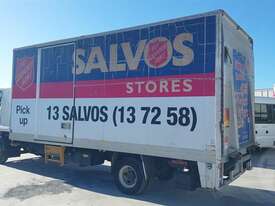 SALVOS
STORES
Pick
up
13 SALVOS (13 72 58)